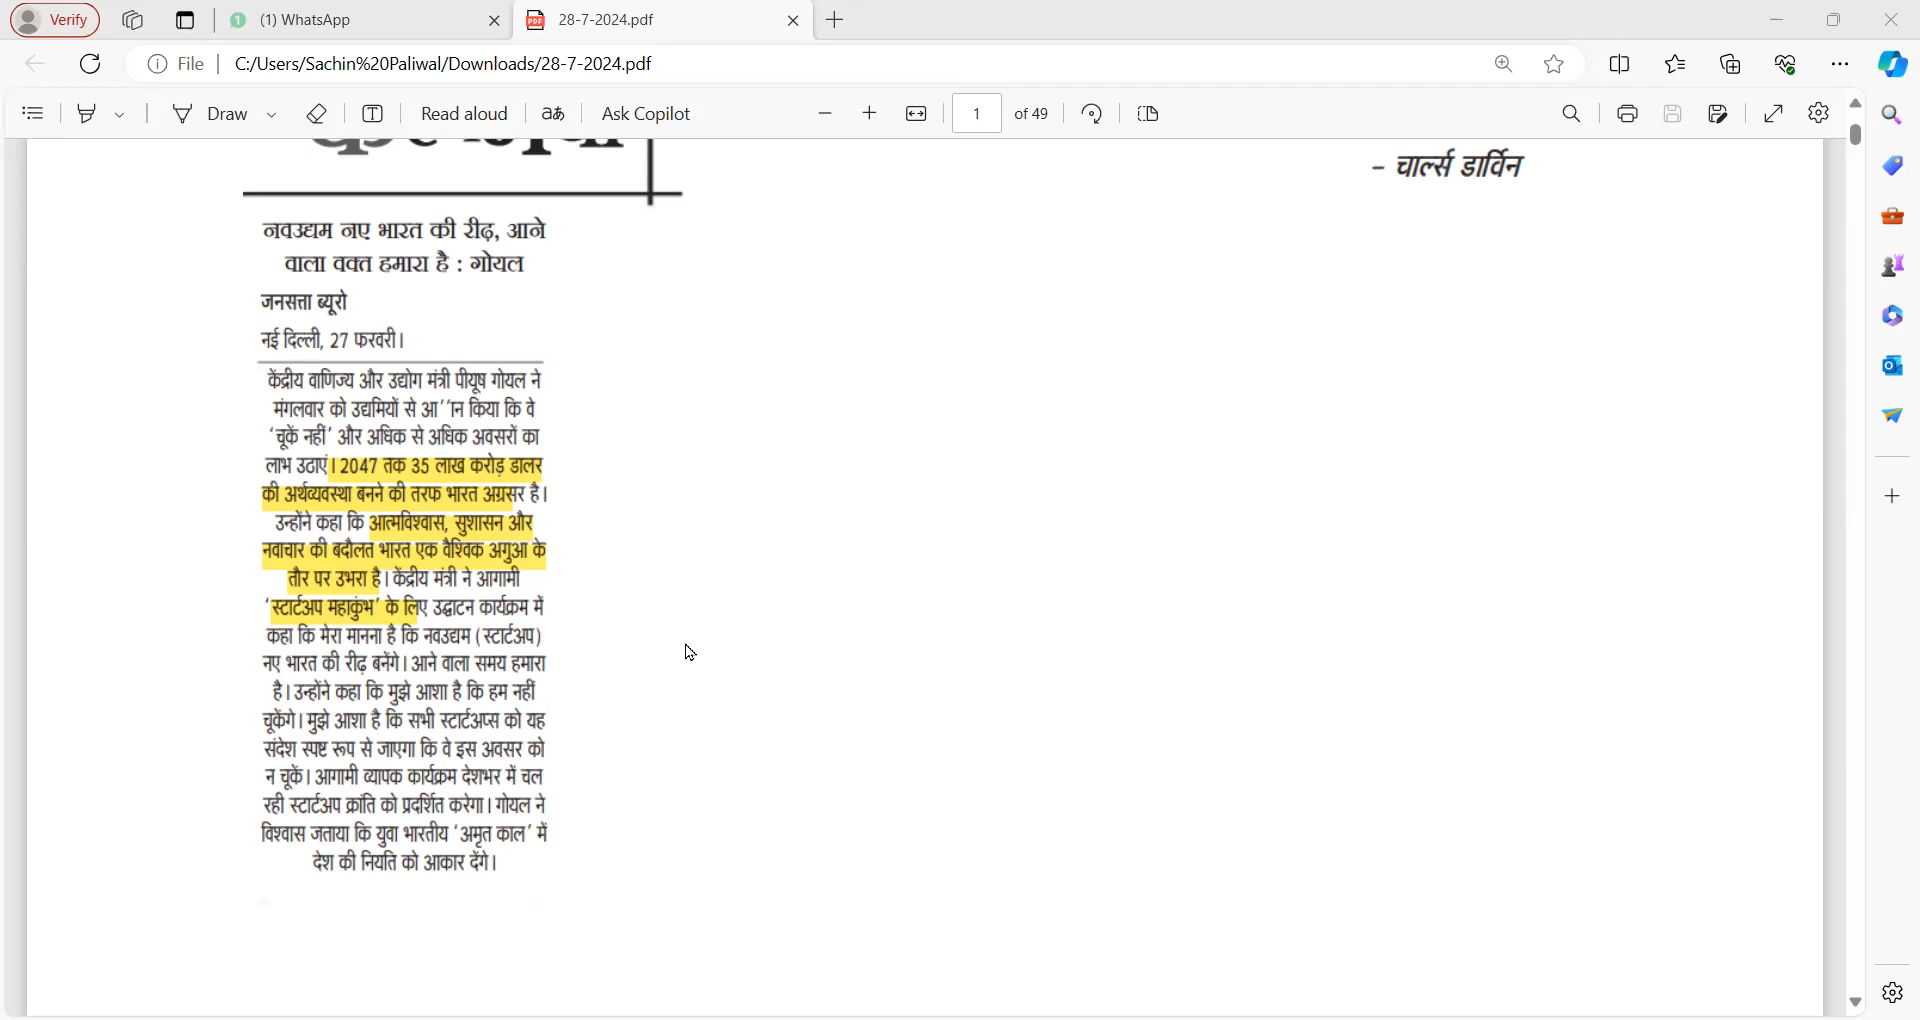 Verify
(1) WhatsApp
28-7-2024.pdf
File
C:/Users/Sachin%20Paliwal/Downloads/28-7-2024.pdf
Draw
Read aloud
aあ
Ask Copilot
1
of 49
- चार्ल्स डार्विन
नवउद्यम नए भारत की रीढ़, आने
वाला वक्त हमारा है : गोयल
जनसत्ता ब्यूरो
नई दिल्ली, 27 फरवरी।
केंद्रीय वाणिज्य और उद्योग मंत्री पीयूष गोयल ने
मंगलवार को उद्यमियों से आ''ान किया कि वे
'चूकें नहीं' और अधिक से अधिक अवसरों का
लाभ उठाएं। 2047 तक 35 लाख करोड़ डालर
की अर्थव्यवस्था बनने की तरफ भारत अग्रसर है।
उन्होंने कहा कि आत्मविश्वास, सुशासन और
नवाचार की बदौलत भारत एक वैश्विक अगुआ के
तौर पर उभरा है। केंद्रीय मंत्री ने आगामी
'स्टार्टअप महाकुंभ' के लिए उद्घाटन कार्यक्रम में
कहा कि मेरा मानना है कि नवउद्यम (स्टार्टअप)
नए भारत की रीढ़ बनेंगे। आने वाला समय हमारा
है। उन्होंने कहा कि मुझे आशा है कि हम नहीं
चूकेंगे। मुझे आशा है कि सभी स्टार्टअप्स को यह
संदेश स्पष्ट रूप से जाएगा कि वे इस अवसर को
न चूकें। आगामी व्यापक कार्यक्रम देशभर में चल
रही स्टार्टअप क्रांति को प्रदर्शित करेगा। गोयल ने
विश्वास जताया कि युवा भारतीय 'अमृत काल' में
देश की नियति को आकार देंगे।